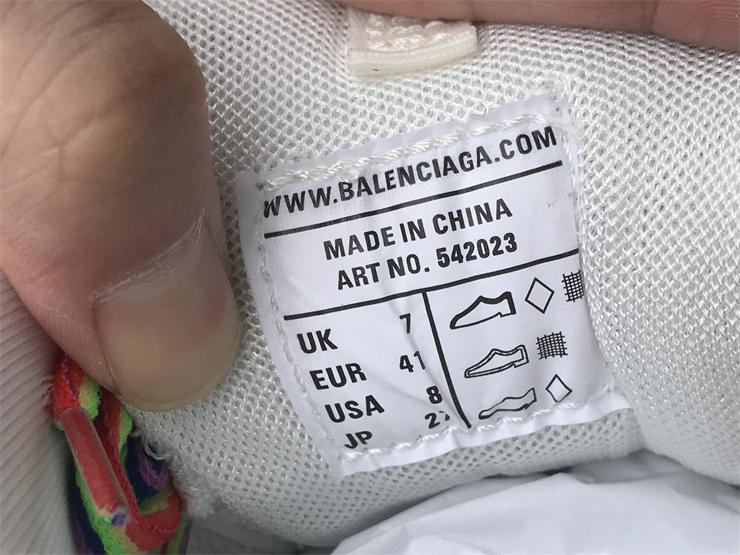 WWW.BALENCIAGA.COM
MADE IN CHINA
ART NO. 542023
UK 7
EUR 41
USA 8
JP